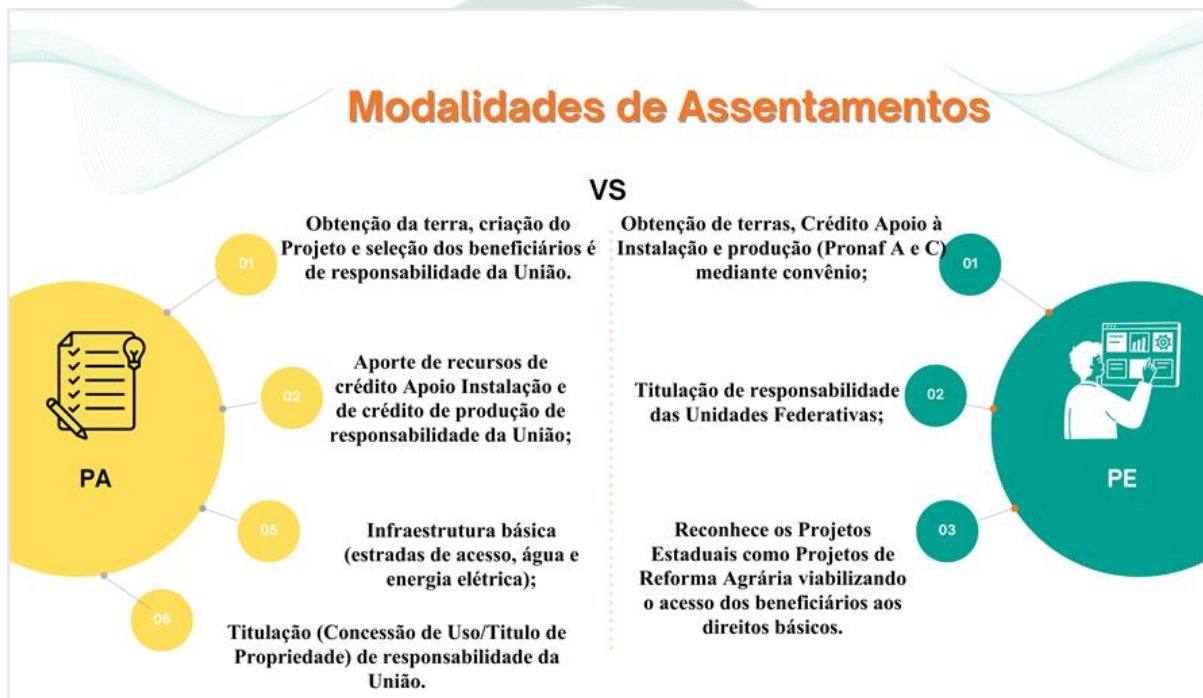 Modalidades de Assentamentos
VS
01
Obtenção da terra, criação do
Projeto e seleção dos beneficiários é
de responsabilidade da União.
02
Aporte de recursos de
crédito Apoio Instalação e
de crédito de produção de
responsabilidade da União;
PA
05
Infraestrutura básica
(estradas de acesso, água e
energia elétrica);
06
Titulação (Concessão de Uso/Titulo de
Propriedade) de responsabilidade da
União.
Obtenção de terras, Crédito Apoio à
Instalação e produção (Pronaf A e C)
mediante convênio;
01
Titulação de responsabilidade
das Unidades Federativas;
02
PE
Reconhece os Projetos
Estaduais como Projetos de
Reforma Agrária viabilizando
o acesso dos beneficiários aos
direitos básicos.
03